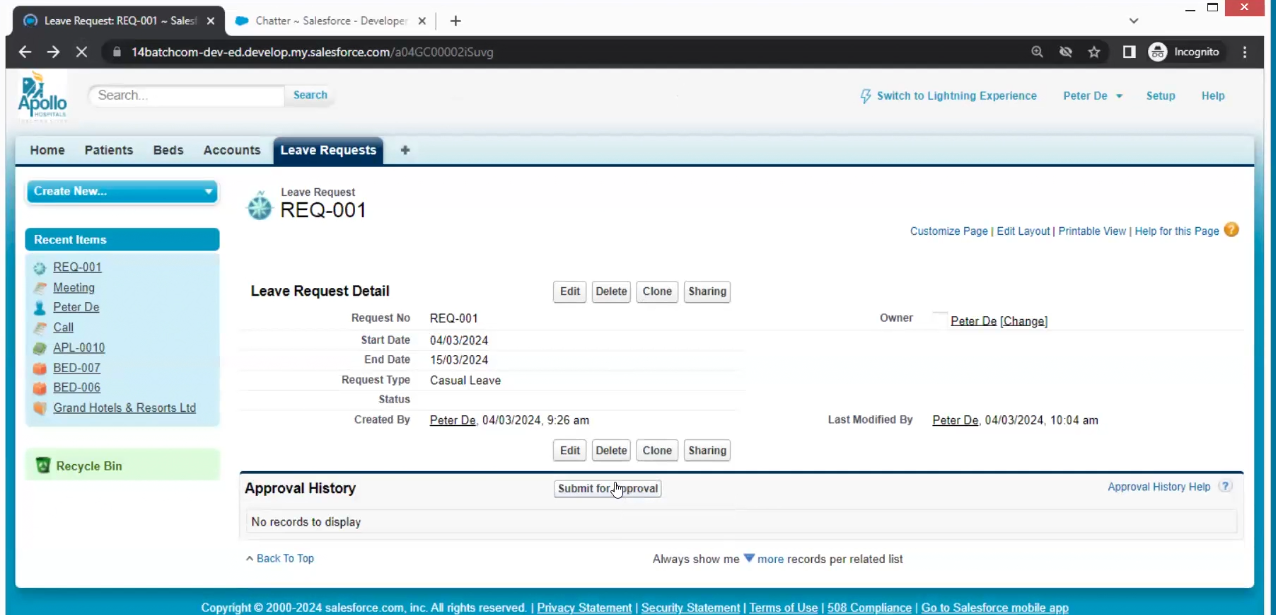 Leave Request: REQ-001 ~ Sales
Chatter ~ Salesforce - Developer
14batchcom-dev-ed.develop.my.salesforce.com/a04GC00002iSuvg
Incognito
Apollo
HOSPITALS
Search...
Search
Switch to Lightning Experience
Peter De
Setup
Help
Home
Patients
Beds
Accounts
Leave Requests
Create New...
Recent Items
REQ-001
Meeting
Peter De
Call
APL-0010
BED-007
BED-006
Grand Hotels & Resorts Ltd
Recycle Bin
Leave Request
REQ-001
Customize Page | Edit Layout | Printable View | Help for this Page ?
Leave Request Detail
Edit Delete Clone Sharing
Request No REQ-001
Owner Peter De [Change]
Start Date 04/03/2024
End Date 15/03/2024
Request Type Casual Leave
Status
Created By Peter De, 04/03/2024, 9:26 am
Last Modified By Peter De, 04/03/2024, 10:04 am
Edit Delete Clone Sharing
Approval History
Submit for Approval
Approval History Help ?
No records to display
Back To Top
Always show me more records per related list
Copyright © 2000-2024 salesforce.com, inc. All rights reserved. | Privacy Statement | Security Statement | Terms of Use | 508 Compliance | Go to Salesforce mobile app